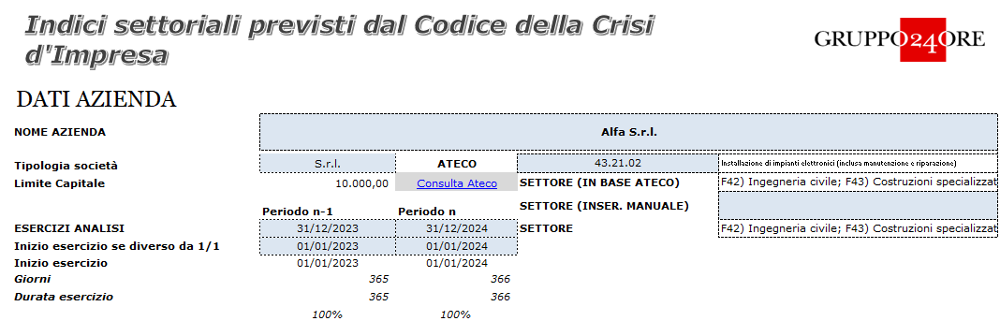 Indici settoriali previsti dal Codice della Crisi
d'Impresa
GRUPPO24ORE
DATI AZIENDA
NOME AZIENDA Alfa S.r.l.
Tipologia società S.r.l. ATECO 43.21.02 Installazione di impianti elettronici (inclusa manutenzione e riparazione)
Limite Capitale 10.000,00 Consulta Ateco SETTORE (IN BASE ATECO) F42) Ingegneria civile; F43) Costruzioni specializzat
SETTORE (INSER. MANUALE)
Periodo n-1 Periodo n
ESERCIZI ANALISI 31/12/2023 31/12/2024 SETTORE F42) Ingegneria civile; F43) Costruzioni specializzat
Inizio esercizio se diverso da 1/1 01/01/2023 01/01/2024
Inizio esercizio 01/01/2023 01/01/2024
Giorni 365 366
Durata esercizio 365 366
100% 100%